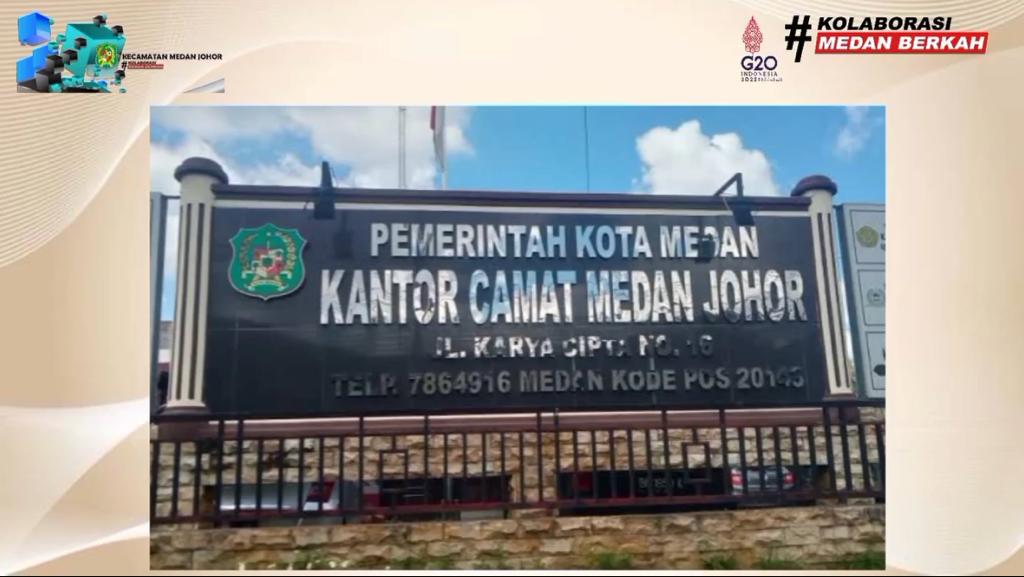 KECAMATAN MEDAN JOHOR
G20
INDONESIA
#KOLABORASI
MEDAN BERKAH
PEMERINTAH KOTA MEDAN
KANTOR CAMAT MEDAN JOHOR
JL. KARYA CIPTA NO. 16
TELP. 7864916 MEDAN KODE POS